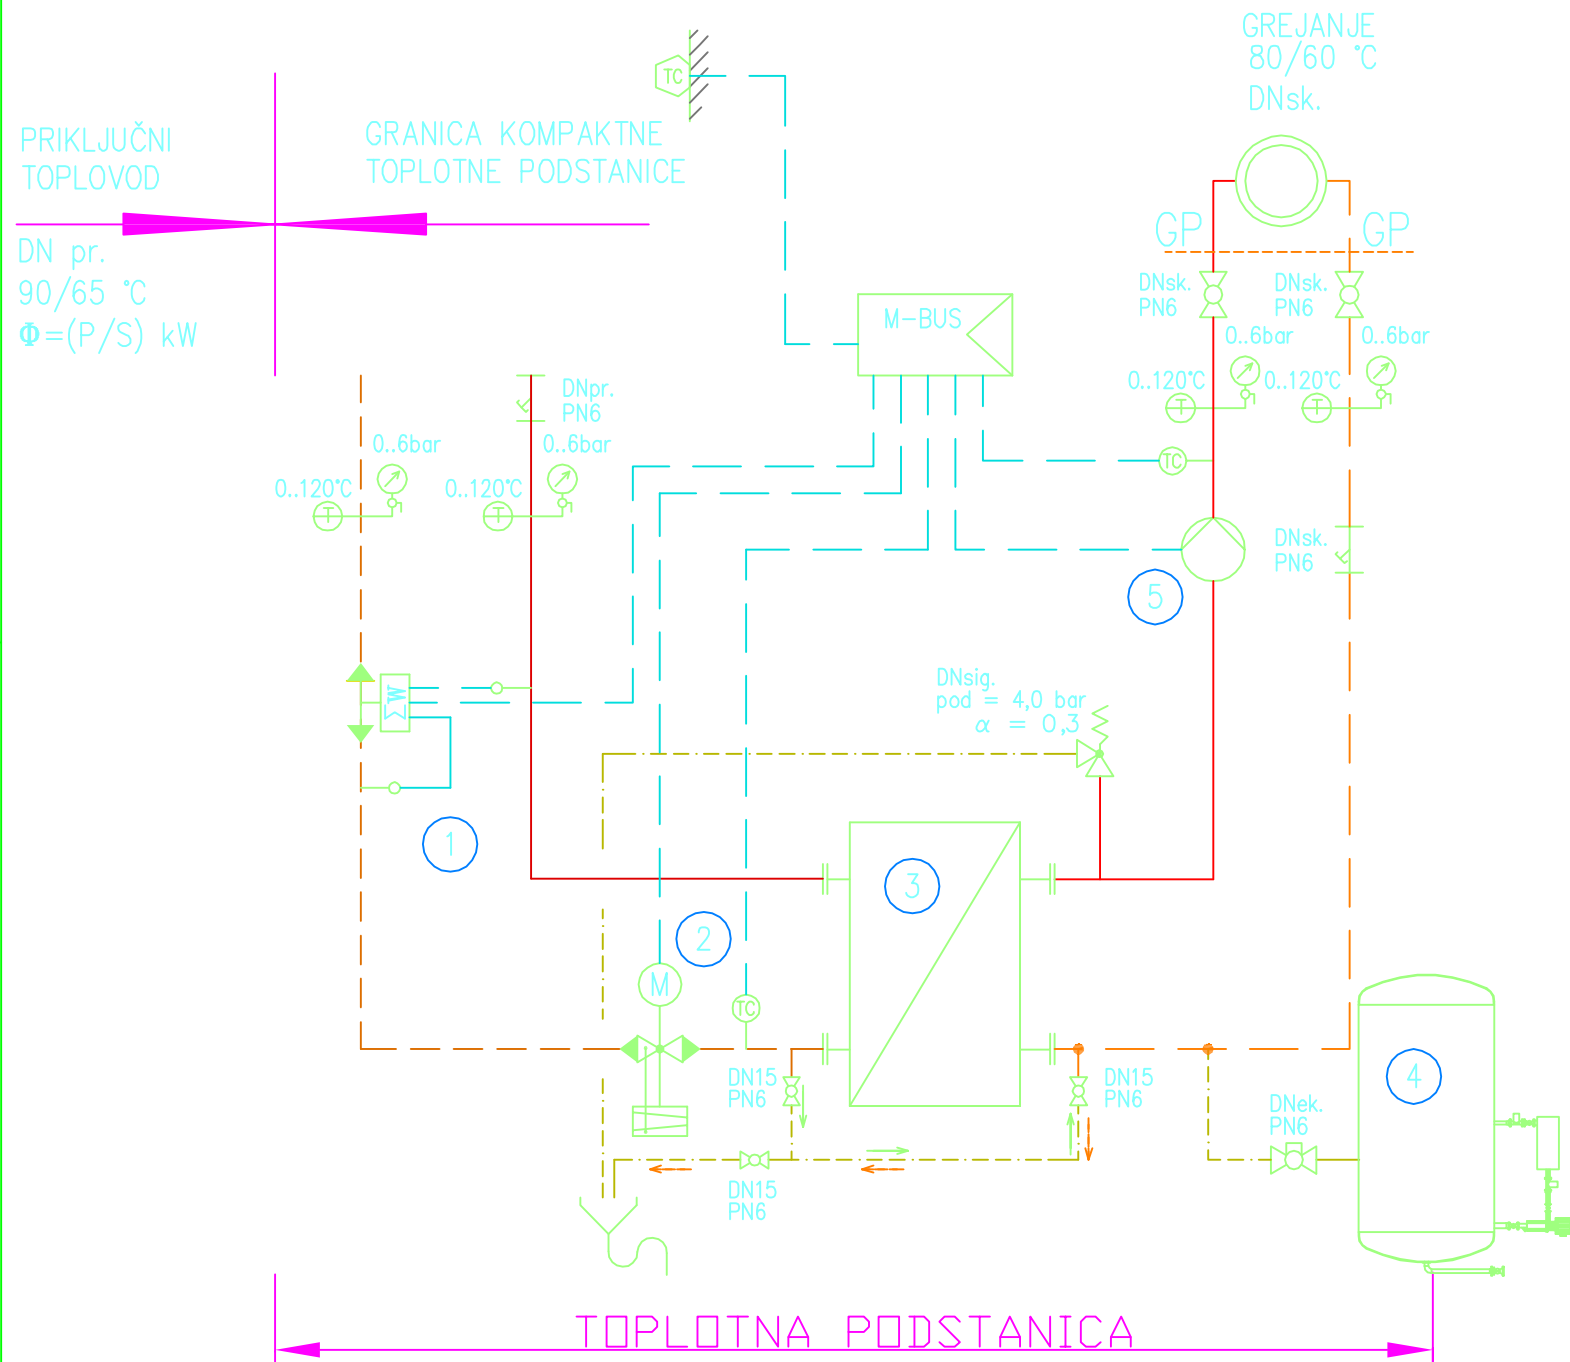 GREJANJE
80/60 °C
DNsk.
TC
PRIKLJUČNI
TOPLOVOD
GRANICA KOMPAKTNE
TOPLOTNE PODSTANICE
DN pr.
90/65 °C
Φ=(P/S) kW
GP
GP
DNsk.
PN6
DNsk.
PN6
M-BUS
0..6bar
0..6bar
0..120°C
0..120°C
T
T
DNpr.
PN6
0..6bar
0..6bar
0..120°C
0..120°C
T
T
TC
DNsk.
PN6
5
DNsig.
pod = 4,0 bar
α = 0,3
ΣW
1
3
2
M
TC
4
DN15
PN6
DN15
PN6
DNek.
PN6
DN15
PN6
TOPLOTNA PODSTANICA